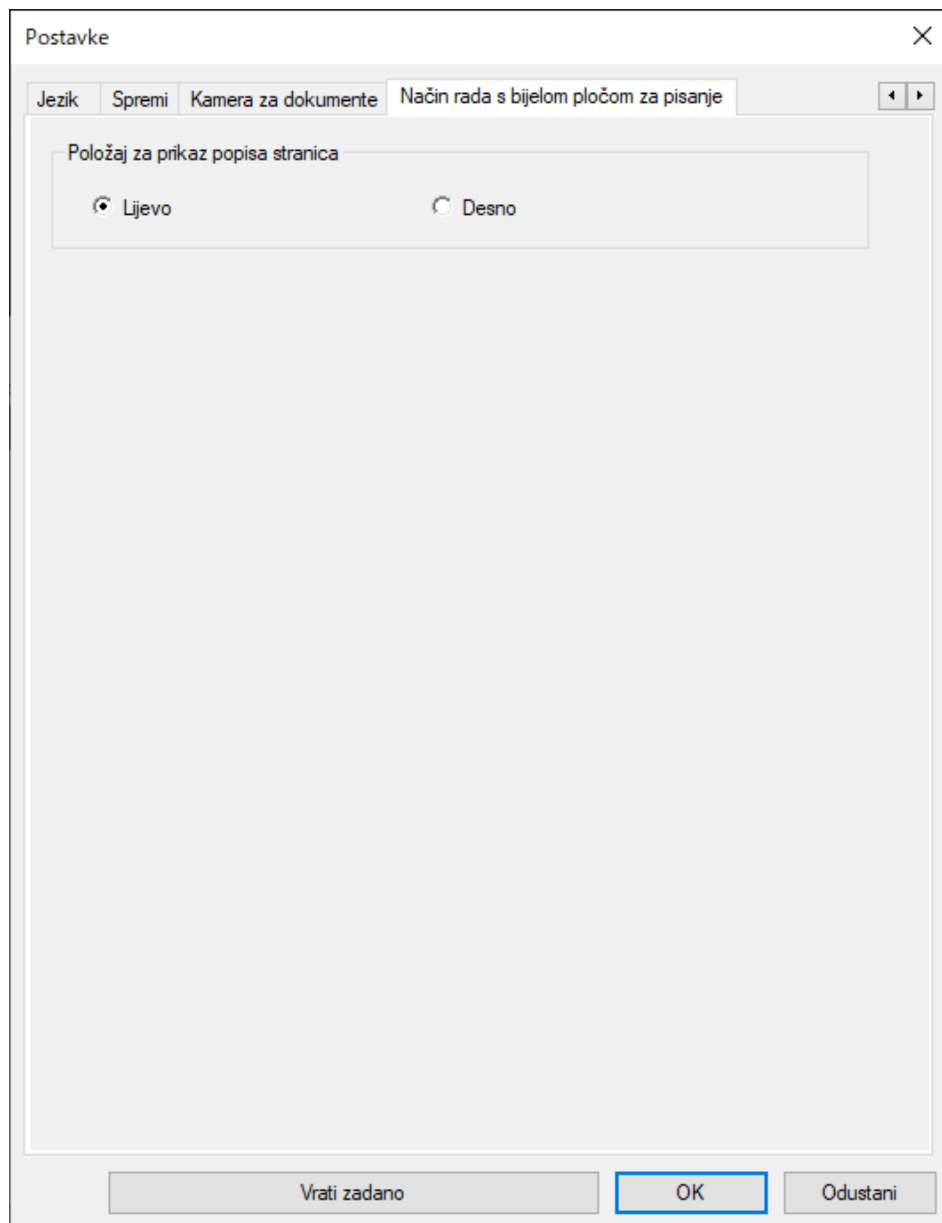 Postavke
Jezik Spremi Kamera za dokumente Način rada s bijelom pločom za pisanje
Položaj za prikaz popisa stranica
Lijevo Desno
Vrati zadano OK Odustani